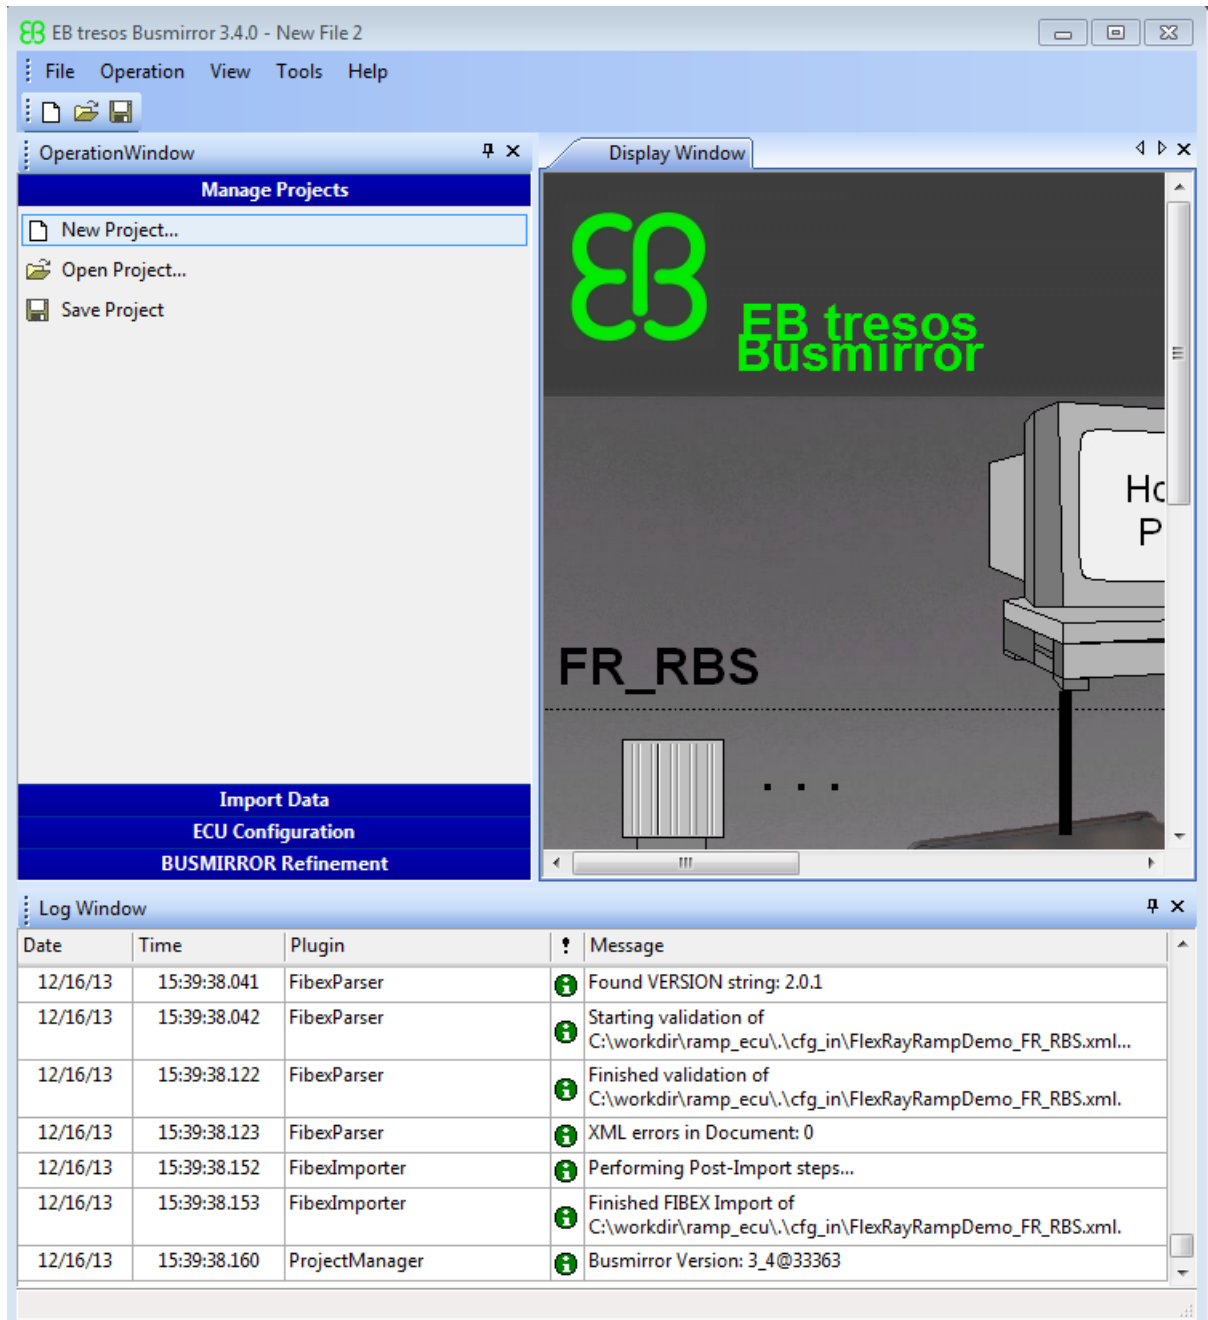 EB tresos Busmirror 3.4.0 - New File 2
File Operation View Tools Help
OperationWindow
Display Window
Manage Projects
New Project...
Open Project...
Save Project
EB
EB tresos
Busmirror
Ho
P
FR_RBS
. . .
Import Data
ECU Configuration
BUSMIRROR Refinement
Log Window
Date Time Plugin ! Message
12/16/13 15:39:38.041 FibexParser Found VERSION string: 2.0.1
12/16/13 15:39:38.042 FibexParser Starting validation of
C:\workdir\ramp_ecu\.\cfg_in\FlexRayRampDemo_FR_RBS.xml...
12/16/13 15:39:38.122 FibexParser Finished validation of
C:\workdir\ramp_ecu\.\cfg_in\FlexRayRampDemo_FR_RBS.xml.
12/16/13 15:39:38.123 FibexParser XML errors in Document: 0
12/16/13 15:39:38.152 FibexImporter Performing Post-Import steps...
12/16/13 15:39:38.153 FibexImporter Finished FIBEX Import of
C:\workdir\ramp_ecu\.\cfg_in\FlexRayRampDemo_FR_RBS.xml.
12/16/13 15:39:38.160 ProjectManager Busmirror Version: 3_4@33363